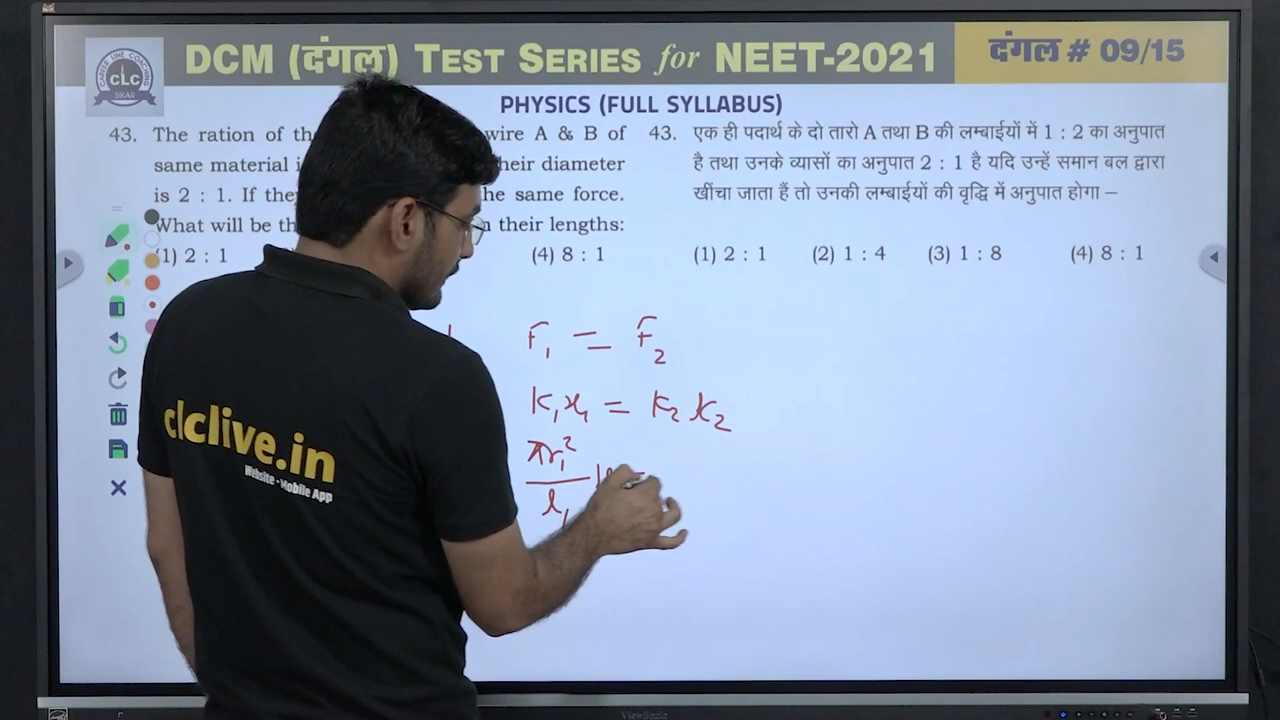 DCM (दंगल) TEST SERIES for NEET-2021
दंगल # 09/15
CLC
SIKAR
PHYSICS (FULL SYLLABUS)
43. The ration of th wire A & B of
same material i heir diameter
is 2 : 1. If the he same force.
What will be th n their lengths:
1) 2 : 1 (4) 8 : 1
43. एक ही पदार्थ के दो तारो A तथा B की लम्बाईयों में 1 : 2 का अनुपात
है तथा उनके व्यासों का अनुपात 2 : 1 है यदि उन्हें समान बल द्वारा
खींचा जाता हैं तो उनकी लम्बाईयों की वृद्धि में अनुपात होगा –
(1) 2 : 1 (2) 1 : 4 (3) 1 : 8 (4) 8 : 1
F₁ = F₂
K₁x₁ = K₂x₂
πr₁²
l₁
clclive.in
Website • Mobile App
ViewSonic